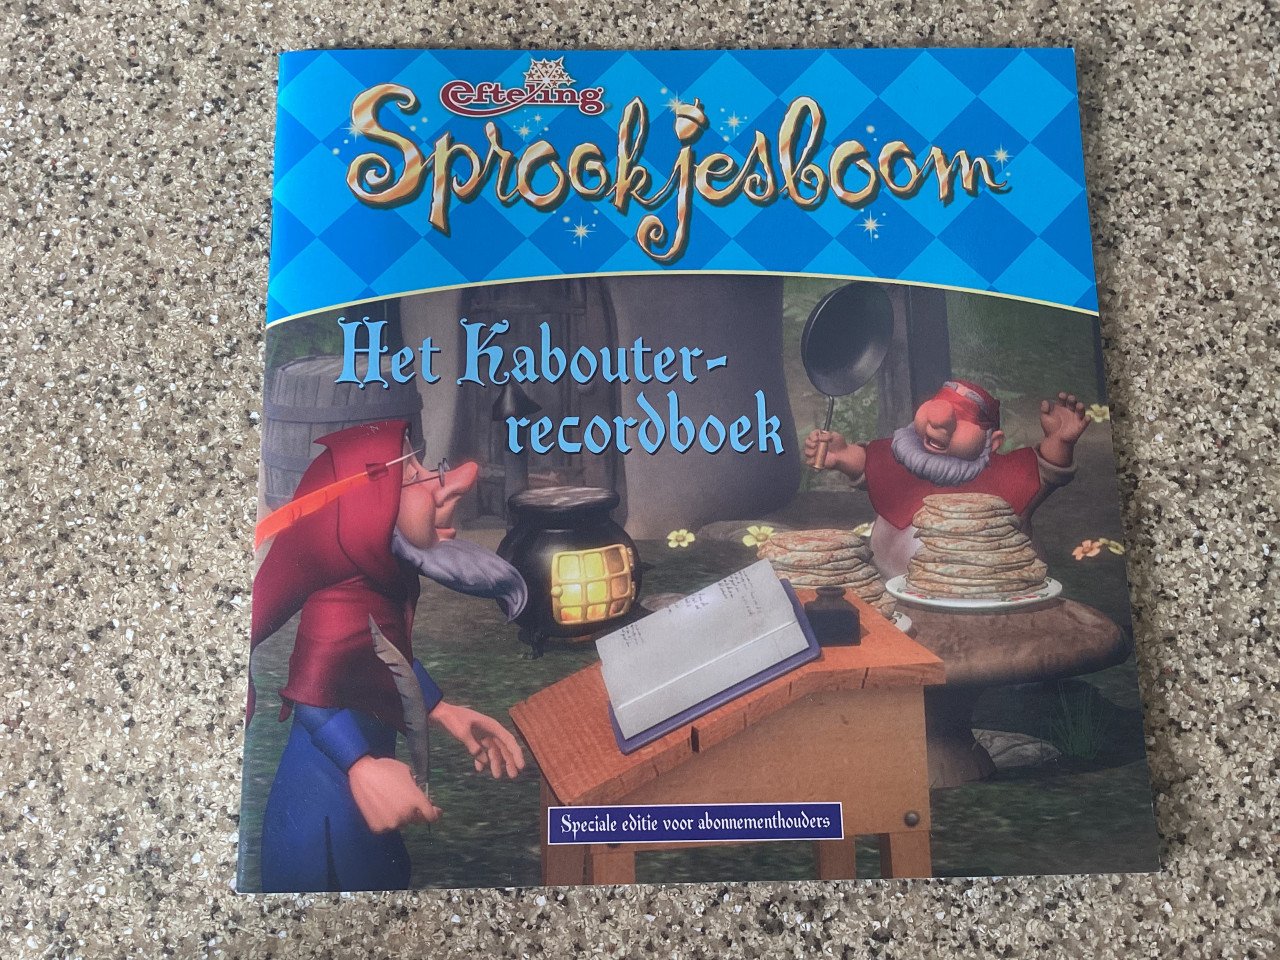 Efteling
Sprookjesboom
Het Kabouter-
recordboek
Speciale editie voor abonnementhouders